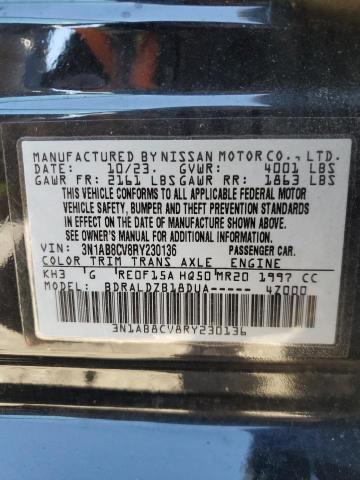 MANUFACTURED BY NISSAN MOTOR CO., LTD.
DATE: 10/23. GVWR: 4001 LBS
GAWR FR: 2161 LBS GAWR RR: 1863 LBS
THIS VEHICLE CONFORMS TO ALL APPLICABLE FEDERAL MOTOR
VEHICLE SAFETY, BUMPER AND THEFT PREVENTION STANDARDS
IN EFFECT ON THE DATE OF MANUFACTURE SHOWN ABOVE.
SEE OWNER'S MANUAL FOR ADDITIONAL INFORMATION
VIN: 3N1AB8CV8RY230136 PASSENGER CAR.
COLOR TRIM TRANS AXLE ENGINE
KH3 G RE0F15A HQ50 MR20 1997 CC
MODEL: BDRALDZB18DUA----- 4Z000
3N1AB8CV8RY230136